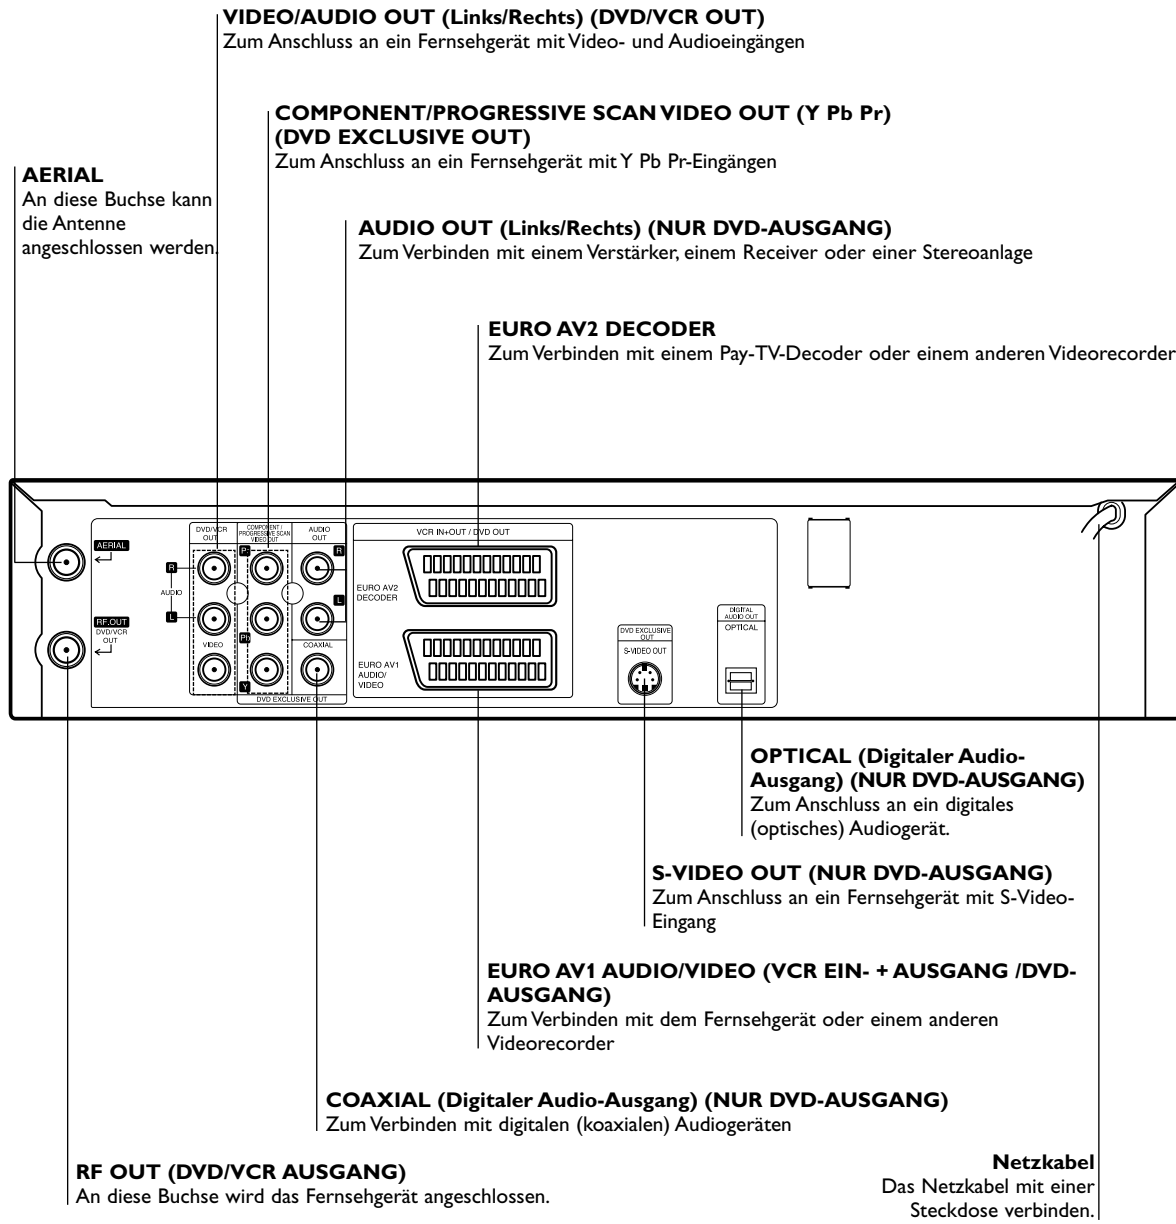 VIDEO/AUDIO OUT (Links/Rechts) (DVD/VCR OUT)
Zum Anschluss an ein Fernsehgerät mit Video- und Audioeingängen
COMPONENT/PROGRESSIVE SCAN VIDEO OUT (Y Pb Pr)
(DVD EXCLUSIVE OUT)
Zum Anschluss an ein Fernsehgerät mit Y Pb Pr-Eingängen
AERIAL
An diese Buchse kann
die Antenne
angeschlossen werden.
AUDIO OUT (Links/Rechts) (NUR DVD-AUSGANG)
Zum Verbinden mit einem Verstärker, einem Receiver oder einer Stereoanlage
EURO AV2 DECODER
Zum Verbinden mit einem Pay-TV-Decoder oder einem anderen Videorecorder
AERIAL
RF.OUT
DVD/VCR
OUT
DVD/VCR
OUT
R
AUDIO
L
VIDEO
COMPONENT /
PROGRESSIVE SCAN
VIDEO OUT
Pr
Pb
Y
AUDIO
OUT
R
L
COAXIAL
DVD EXCLUSIVE OUT
VCR IN+OUT / DVD OUT
EURO AV2
DECODER
EURO AV1
AUDIO/
VIDEO
DVD EXCLUSIVE
OUT
S-VIDEO OUT
DIGITAL
AUDIO OUT
OPTICAL
OPTICAL (Digitaler Audio-
Ausgang) (NUR DVD-AUSGANG)
Zum Anschluss an ein digitales
(optisches) Audiogerät.
S-VIDEO OUT (NUR DVD-AUSGANG)
Zum Anschluss an ein Fernsehgerät mit S-Video-
Eingang
EURO AV1 AUDIO/VIDEO (VCR EIN- + AUSGANG /DVD-
AUSGANG)
Zum Verbinden mit dem Fernsehgerät oder einem anderen
Videorecorder
COAXIAL (Digitaler Audio-Ausgang) (NUR DVD-AUSGANG)
Zum Verbinden mit digitalen (koaxialen) Audiogeräten
RF OUT (DVD/VCR AUSGANG)
An diese Buchse wird das Fernsehgerät angeschlossen.
Netzkabel
Das Netzkabel mit einer
Steckdose verbinden.